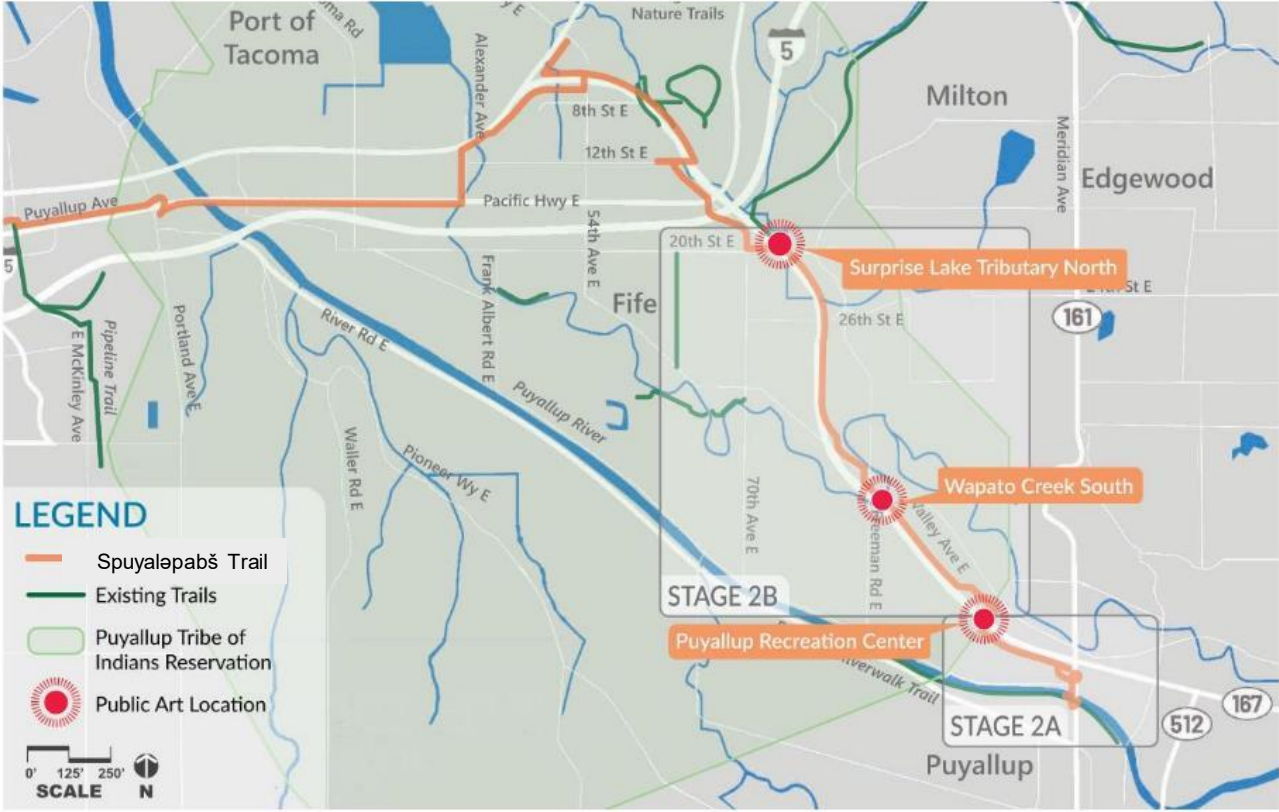 Port of
Tacoma
Nature Trails
5
Alexander Ave
Milton
8th St E
12th St E
Meridian Ave
Edgewood
Puyallup Ave
Pacific Hwy E
54th Ave E
20th St E
Surprise Lake Tributary North
5
Frank Albert Rd E
Fife
St E
161
26th St E
River Rd E
Portland Ave E
Pipeline Trail
E McKinley Ave
Puyallup River
Waller Rd E
Pioneer Wy E
Wapato Creek South
70th Ave E
Valley Ave E
Rd E
STAGE 2B
Puyallup Recreation Center
Trail
STAGE 2A
167
512
Puyallup
LEGEND
Spuyaləpabš Trail
Existing Trails
Puyallup Tribe of
Indians Reservation
Public Art Location
0' 125' 250'
SCALE N